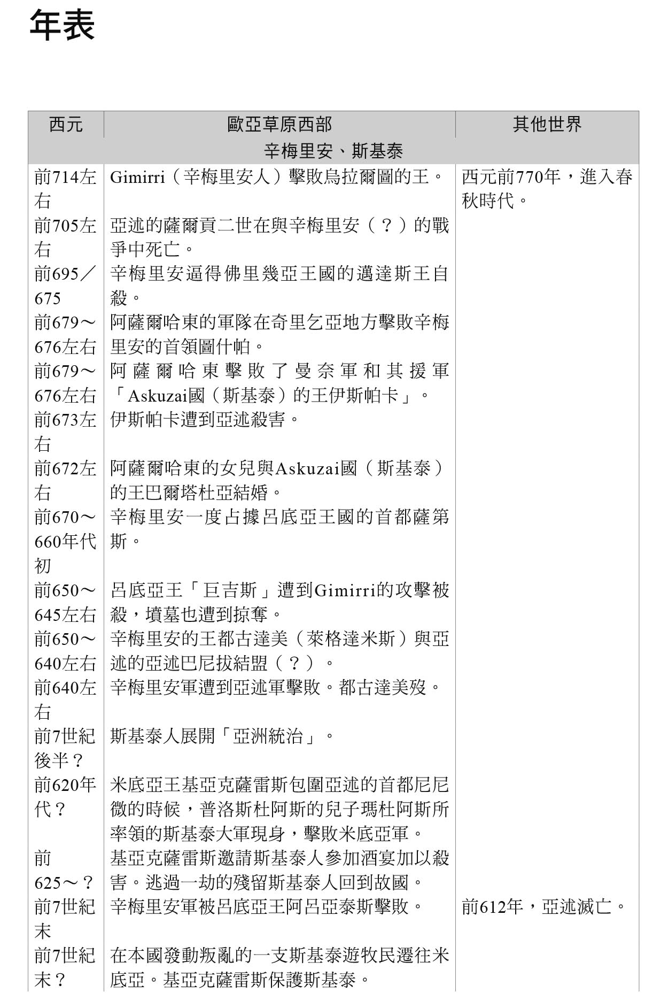 年表
西元 歐亞草原西部 其他世界
辛梅里安、斯基泰
前714左 Gimirri（辛梅里安人）擊敗烏拉爾圖的王。 西元前770年，進入春
右 秋時代。
前705左 亞述的薩爾貢二世在與辛梅里安（？）的戰
右 爭中死亡。
前695／ 辛梅里安逼得佛里幾亞王國的邁達斯王自
675 殺。
前679～ 阿薩爾哈東的軍隊在奇里乞亞地方擊敗辛梅
676左右 里安的首領圖什帕。
前679～ 阿薩爾哈東擊敗了曼奈軍和其援軍
676左右 「Askuzai國（斯基泰）的王伊斯帕卡」。
前673左 伊斯帕卡遭到亞述殺害。
右
前672左 阿薩爾哈東的女兒與Askuzai國（斯基泰）
右 的王巴爾塔杜亞結婚。
前670～ 辛梅里安一度占據呂底亞王國的首都薩第
660年代 斯。
初
前650～ 呂底亞王「巨吉斯」遭到Gimirri的攻擊被
645左右 殺，墳墓也遭到掠奪。
前650～ 辛梅里安的王都古達美（萊格達米斯）與亞
640左右 述的亞述巴尼拔結盟（？）。
前640左 辛梅里安軍遭到亞述軍擊敗。都古達美歿。
右
前7世紀 斯基泰人展開「亞洲統治」。
後半？
前620年 米底亞王基亞克薩雷斯包圍亞述的首都尼尼
代？ 微的時候，普洛斯杜阿斯的兒子瑪杜阿斯所
率領的斯基泰大軍現身，擊敗米底亞軍。
前 基亞克薩雷斯邀請斯基泰人參加酒宴加以殺
625～？ 害。逃過一劫的殘留斯基泰人回到故國。
前7世紀 辛梅里安軍被呂底亞王阿呂亞泰斯擊敗。 前612年，亞述滅亡。
末
前7世紀 在本國發動叛亂的一支斯基泰遊牧民遷往米
末？ 底亞。基亞克薩雷斯保護斯基泰。